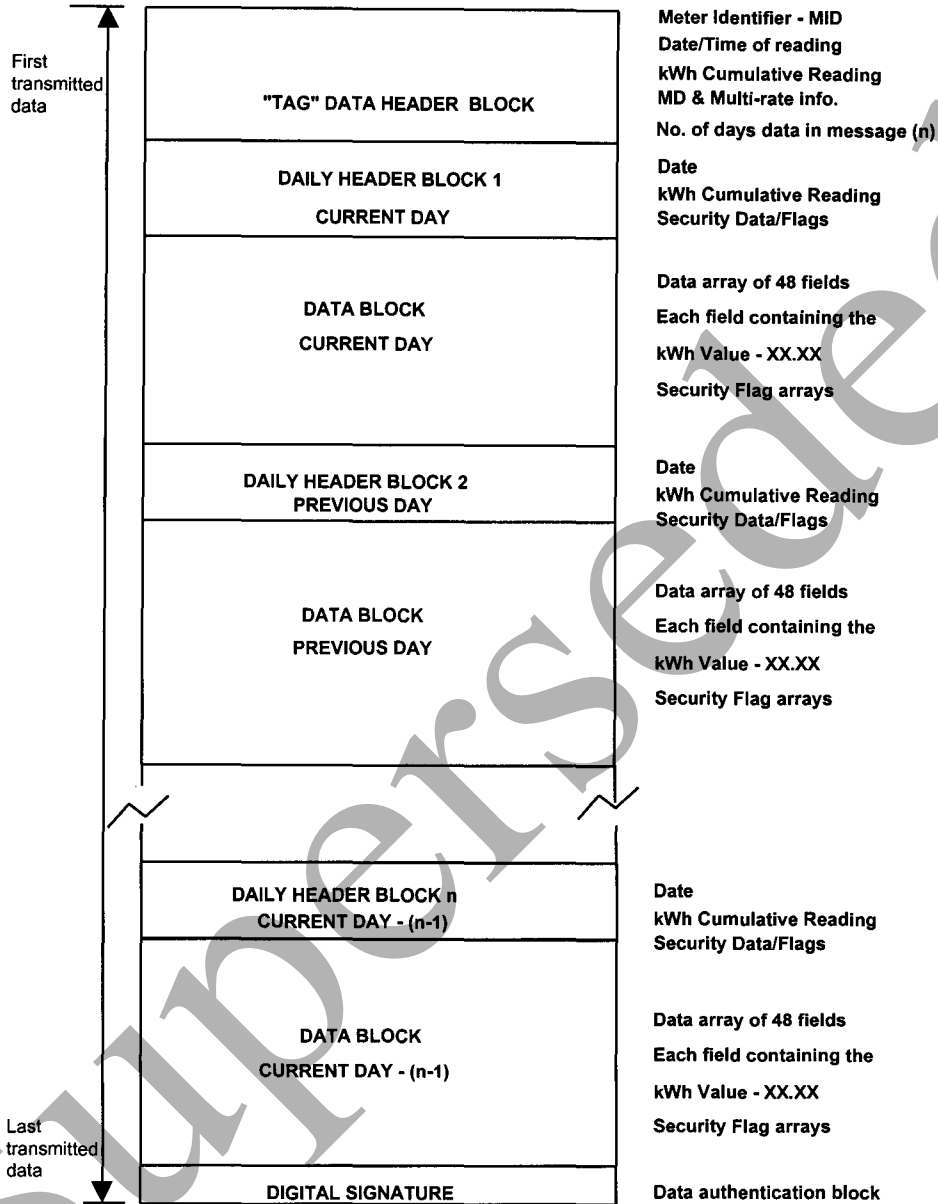 First
transmitted
data
"TAG" DATA HEADER BLOCK
Meter Identifier - MID
Date/Time of reading
kWh Cumulative Reading
MD & Multi-rate info.
No. of days data in message (n)
DAILY HEADER BLOCK 1
CURRENT DAY
Date
kWh Cumulative Reading
Security Data/Flags
DATA BLOCK
CURRENT DAY
Data array of 48 fields
Each field containing the
kWh Value - XX.XX
Security Flag arrays
DAILY HEADER BLOCK 2
PREVIOUS DAY
Date
kWh Cumulative Reading
Security Data/Flags
DATA BLOCK
PREVIOUS DAY
Data array of 48 fields
Each field containing the
kWh Value - XX.XX
Security Flag arrays
DAILY HEADER BLOCK n
CURRENT DAY - (n-1)
Date
kWh Cumulative Reading
Security Data/Flags
DATA BLOCK
CURRENT DAY - (n-1)
Data array of 48 fields
Each field containing the
kWh Value - XX.XX
Security Flag arrays
Last
transmitted
data
DIGITAL SIGNATURE
Data authentication block
Superseded